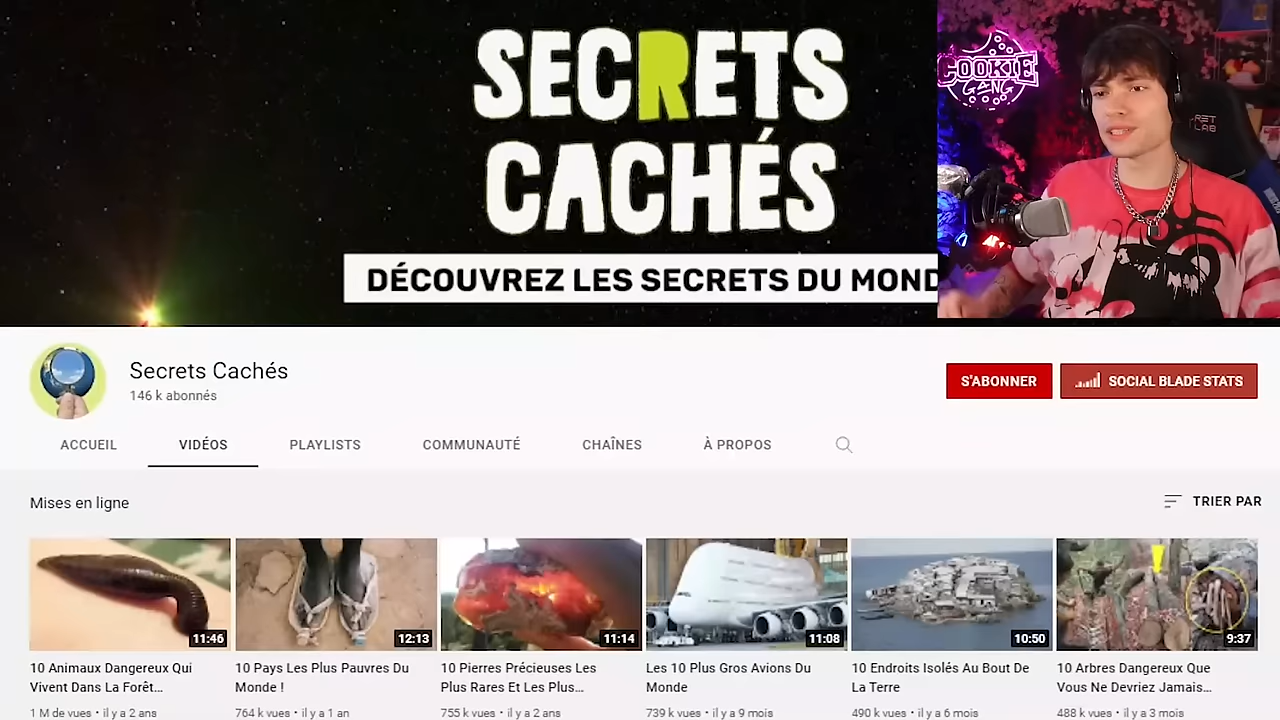 SECRETS
CACHÉS
DÉCOUVREZ LES SECRETS DU MOND
COOKIE
GANG
RET
LAB
Secrets Cachés
146 k abonnés
S'ABONNER
SOCIAL BLADE STATS
ACCUEIL
VIDÉOS
PLAYLISTS
COMMUNAUTÉ
CHAÎNES
À PROPOS
Mises en ligne
TRIER PAR
11:46
12:13
11:14
11:08
10:50
9:37
10 Animaux Dangereux Qui
Vivent Dans La Forêt…
1 M de vues • il y a 2 ans
10 Pays Les Plus Pauvres Du
Monde !
764 k vues • il y a 1 an
10 Pierres Précieuses Les
Plus Rares Et Les Plus…
755 k vues • il y a 2 ans
Les 10 Plus Gros Avions Du
Monde
739 k vues • il y a 9 mois
10 Endroits Isolés Au Bout De
La Terre
490 k vues • il y a 6 mois
10 Arbres Dangereux Que
Vous Ne Devriez Jamais…
488 k vues • il y a 3 mois